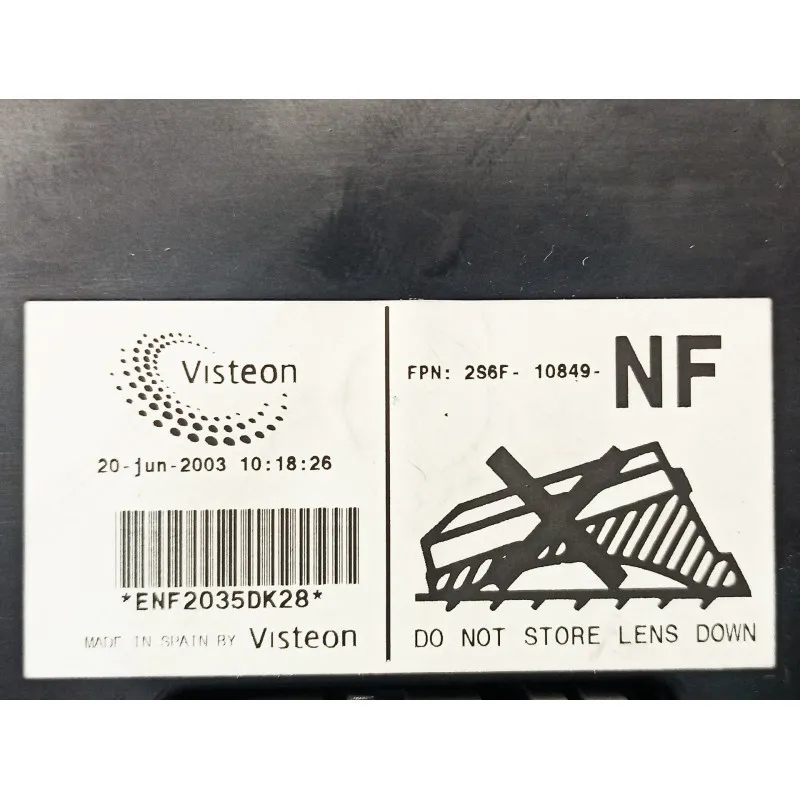 Visteon
20-jun-2003 10:18:26
*ENF2035DK28*
MADE IN SPAIN BY Visteon
FPN: 2S6F- 10849- NF
DO NOT STORE LENS DOWN